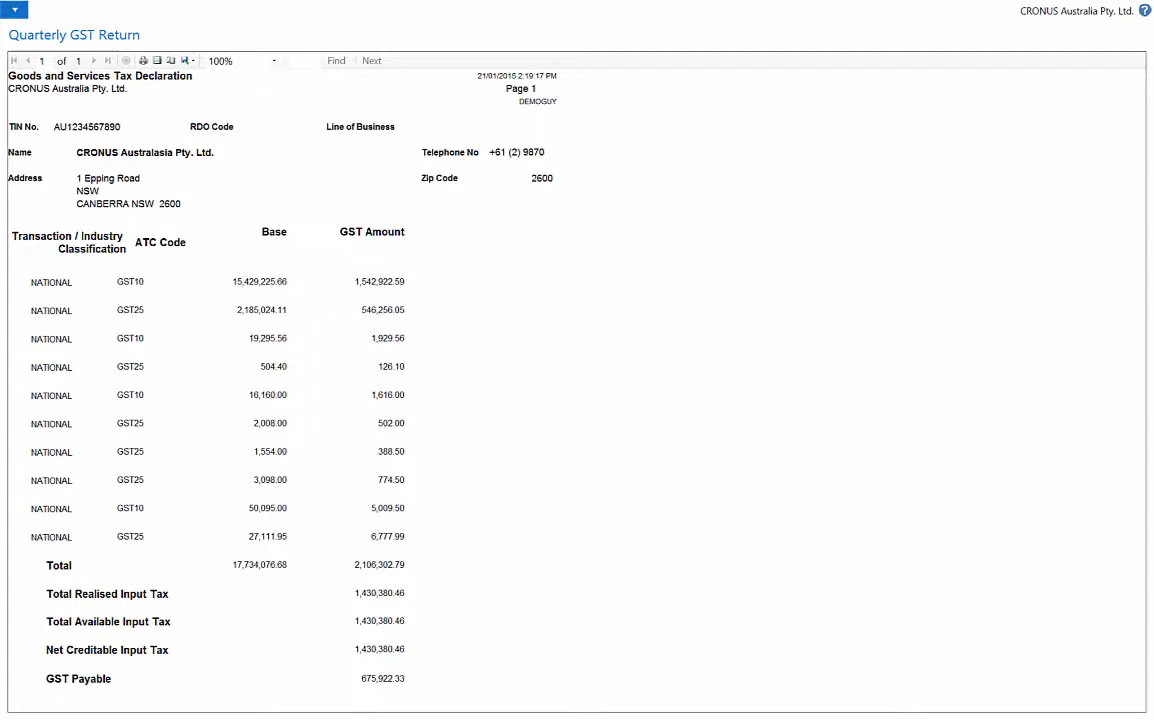 CRONUS Australia Pty. Ltd. ?
Quarterly GST Return
1 of 1 100% Find Next
Goods and Services Tax Declaration 21/01/2015 2:19:17 PM
CRONUS Australia Pty. Ltd. Page 1
DEMOGUY
TIN No. AU1234567890 RDO Code Line of Business
Name CRONUS Australasia Pty. Ltd. Telephone No +61 (2) 9870
Address 1 Epping Road Zip Code 2600
NSW
CANBERRA NSW 2600
Transaction / Industry Classification ATC Code Base GST Amount
NATIONAL GST10 15,429,225.66 1,542,922.59
NATIONAL GST25 2,185,024.11 546,256.05
NATIONAL GST10 19,295.56 1,929.56
NATIONAL GST25 504.40 126.10
NATIONAL GST10 16,160.00 1,616.00
NATIONAL GST25 2,008.00 502.00
NATIONAL GST25 1,554.00 388.50
NATIONAL GST25 3,098.00 774.50
NATIONAL GST10 50,095.00 5,009.50
NATIONAL GST25 27,111.95 6,777.99
Total 17,734,076.68 2,106,302.79
Total Realised Input Tax 1,430,380.46
Total Available Input Tax 1,430,380.46
Net Creditable Input Tax 1,430,380.46
GST Payable 675,922.33